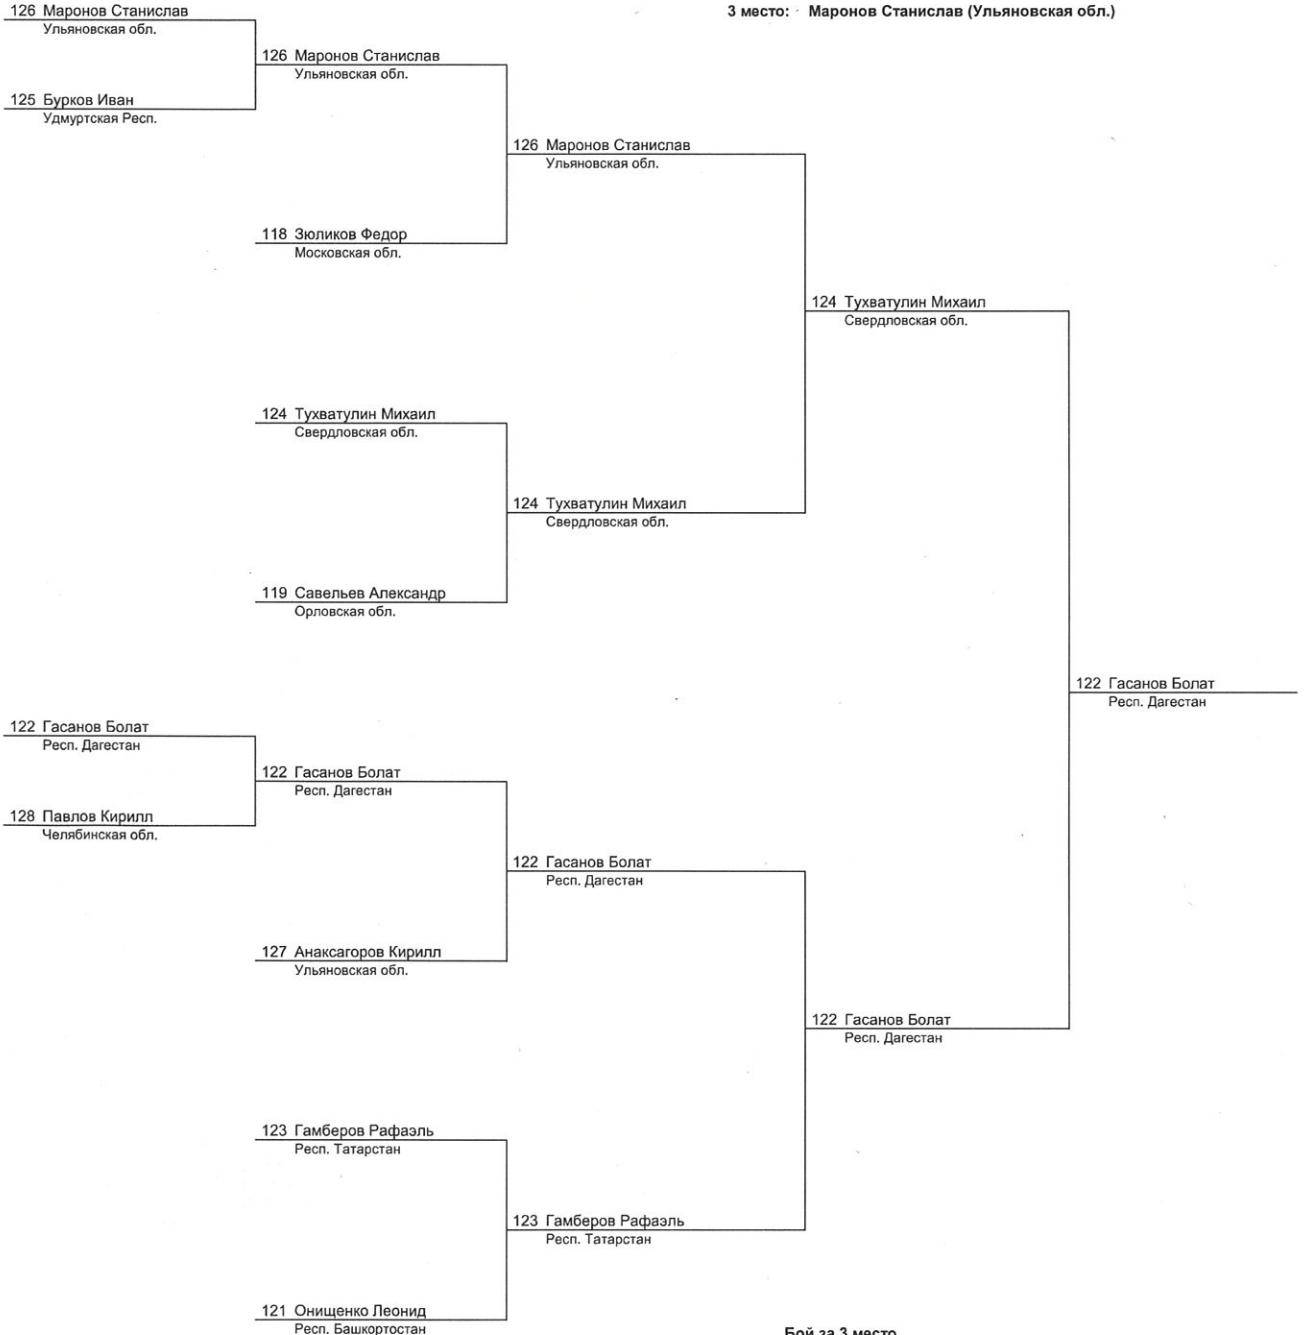 126 Маронов Станислав
Ульяновская обл.
3 место: Маронов Станислав (Ульяновская обл.)
126 Маронов Станислав
Ульяновская обл.
125 Бурков Иван
Удмуртская Респ.
126 Маронов Станислав
Ульяновская обл.
118 Зюликов Федор
Московская обл.
124 Тухватулин Михаил
Свердловская обл.
124 Тухватулин Михаил
Свердловская обл.
124 Тухватулин Михаил
Свердловская обл.
119 Савельев Александр
Орловская обл.
122 Гасанов Болат
Респ. Дагестан
122 Гасанов Болат
Респ. Дагестан
122 Гасанов Болат
Респ. Дагестан
128 Павлов Кирилл
Челябинская обл.
122 Гасанов Болат
Респ. Дагестан
127 Анаксагоров Кирилл
Ульяновская обл.
122 Гасанов Болат
Респ. Дагестан
123 Гамберов Рафаэль
Респ. Татарстан
123 Гамберов Рафаэль
Респ. Татарстан
121 Онищенко Леонид
Респ. Башкортостан
Бой за 3 место